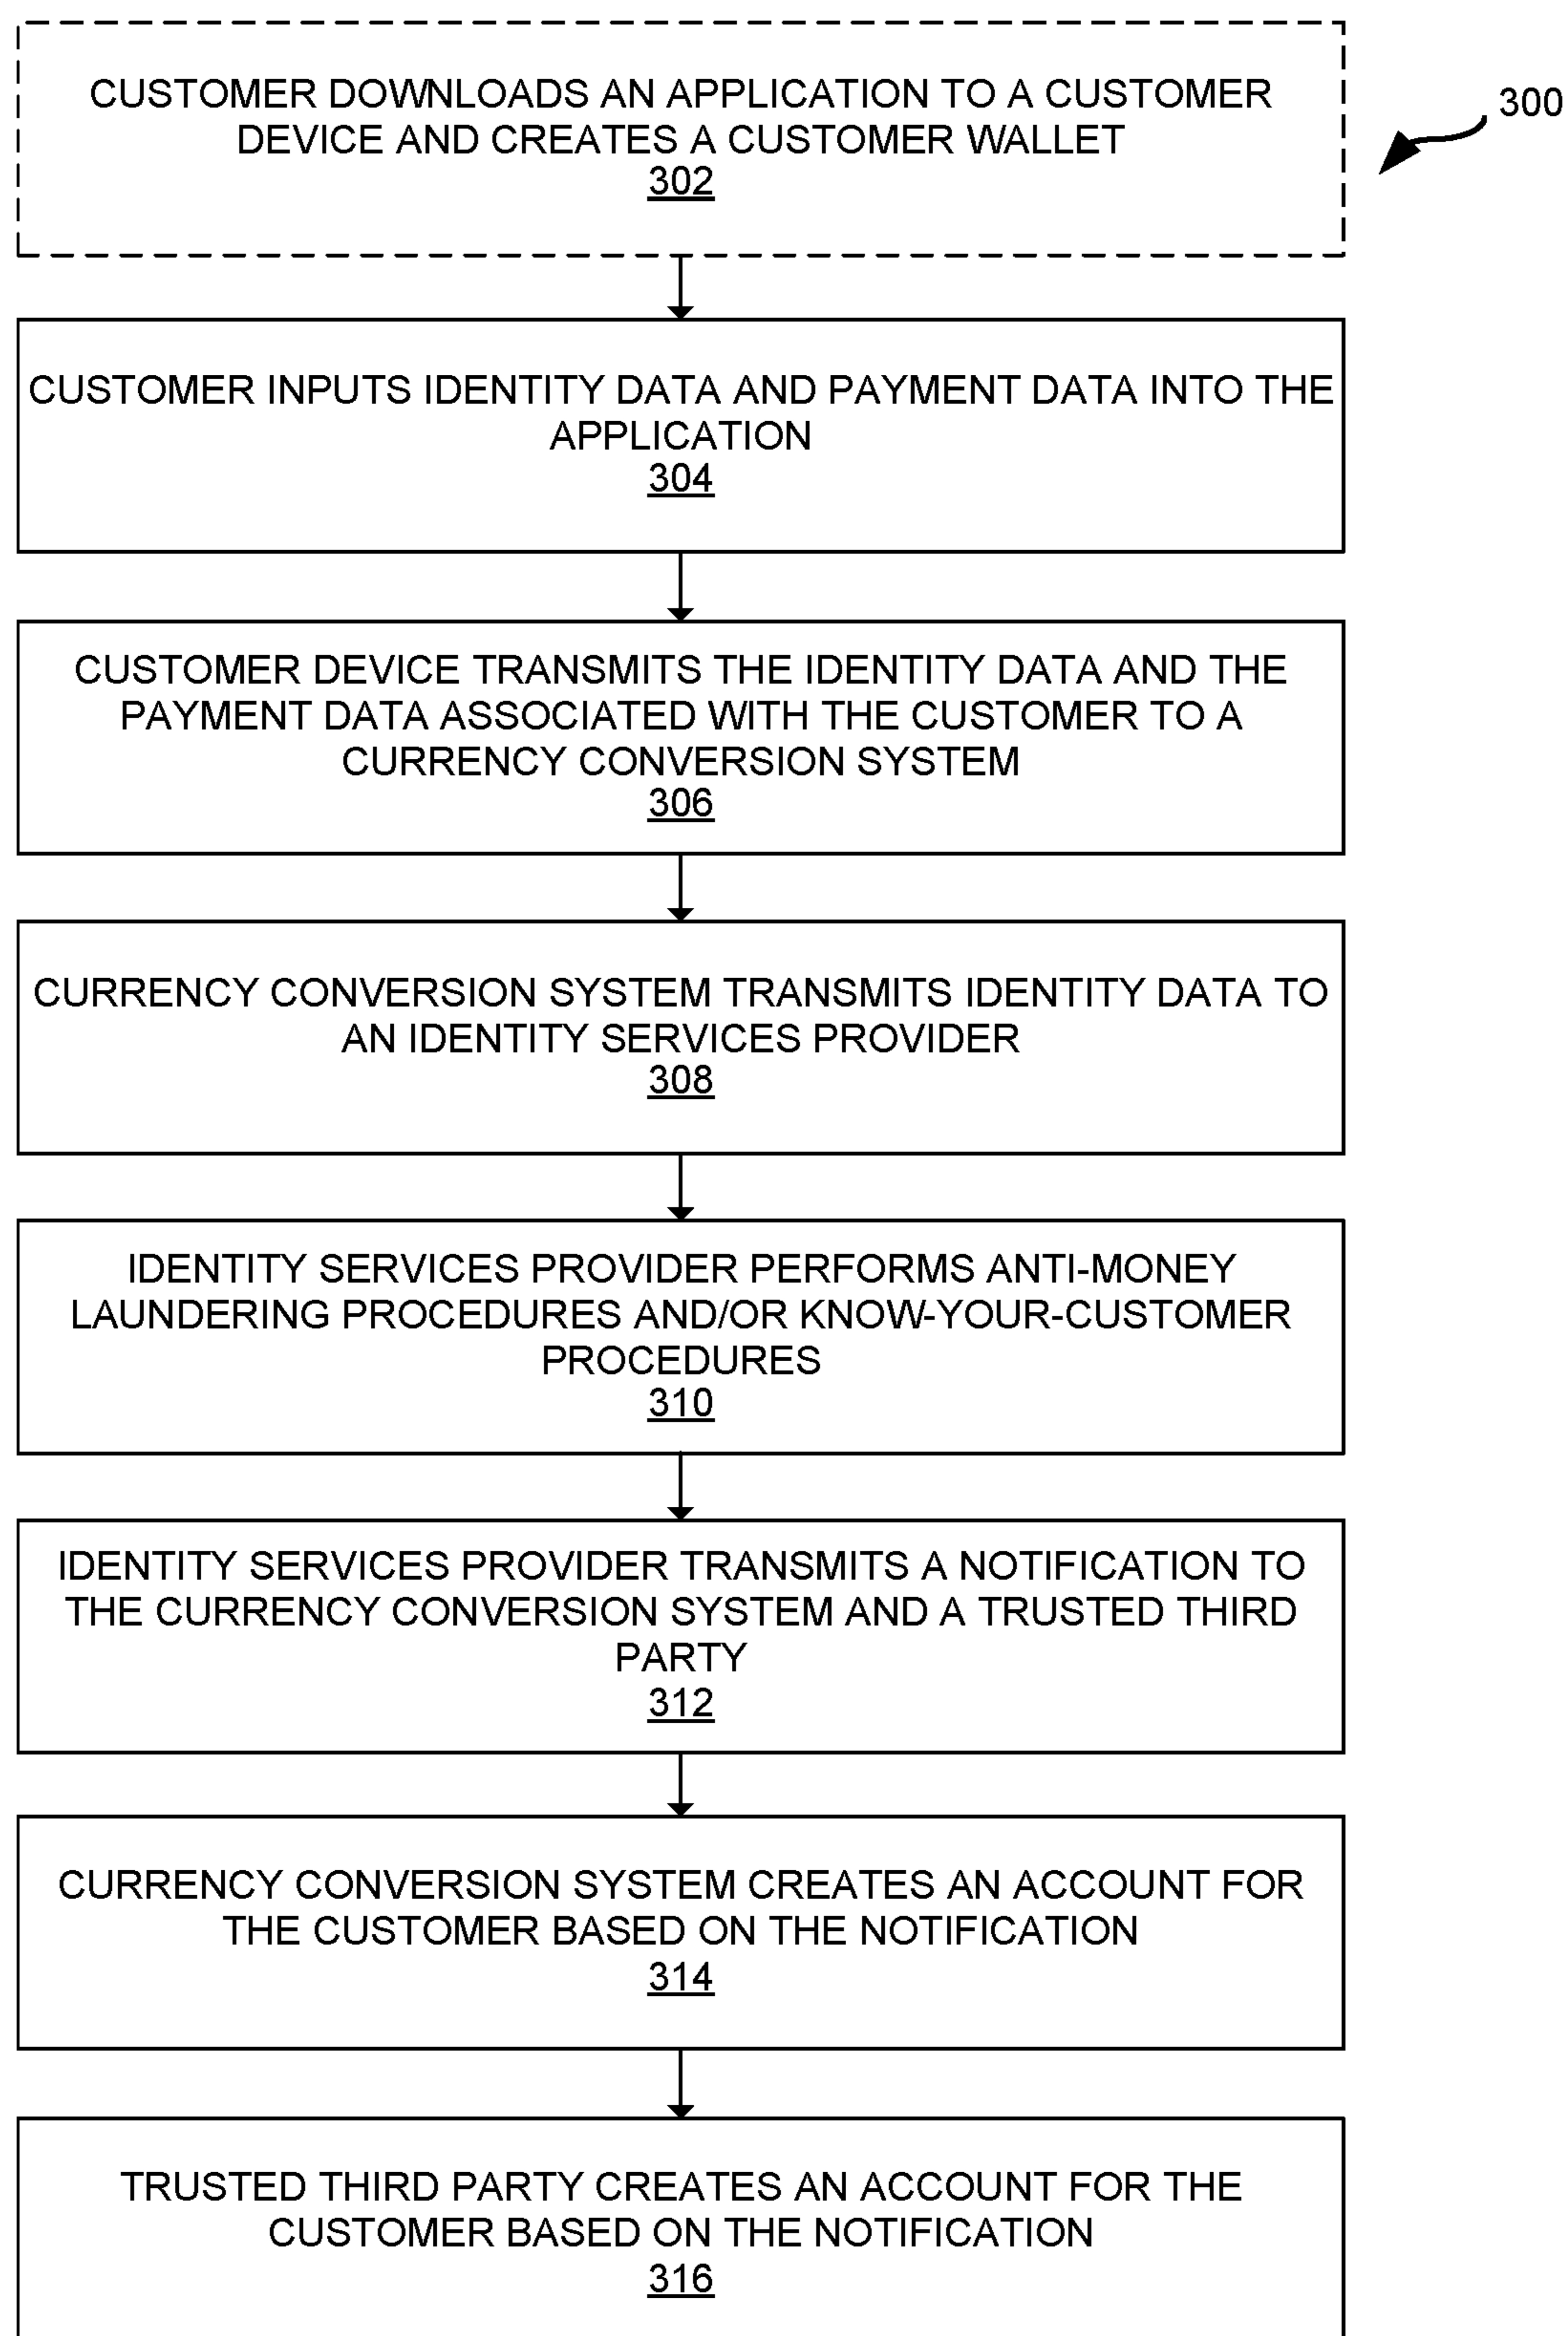 CUSTOMER DOWNLOADS AN APPLICATION TO A CUSTOMER
DEVICE AND CREATES A CUSTOMER WALLET
302
300
CUSTOMER INPUTS IDENTITY DATA AND PAYMENT DATA INTO THE
APPLICATION
304
CUSTOMER DEVICE TRANSMITS THE IDENTITY DATA AND THE
PAYMENT DATA ASSOCIATED WITH THE CUSTOMER TO A
CURRENCY CONVERSION SYSTEM
306
CURRENCY CONVERSION SYSTEM TRANSMITS IDENTITY DATA TO
AN IDENTITY SERVICES PROVIDER
308
IDENTITY SERVICES PROVIDER PERFORMS ANTI-MONEY
LAUNDERING PROCEDURES AND/OR KNOW-YOUR-CUSTOMER
PROCEDURES
310
IDENTITY SERVICES PROVIDER TRANSMITS A NOTIFICATION TO
THE CURRENCY CONVERSION SYSTEM AND A TRUSTED THIRD
PARTY
312
CURRENCY CONVERSION SYSTEM CREATES AN ACCOUNT FOR
THE CUSTOMER BASED ON THE NOTIFICATION
314
TRUSTED THIRD PARTY CREATES AN ACCOUNT FOR THE
CUSTOMER BASED ON THE NOTIFICATION
316